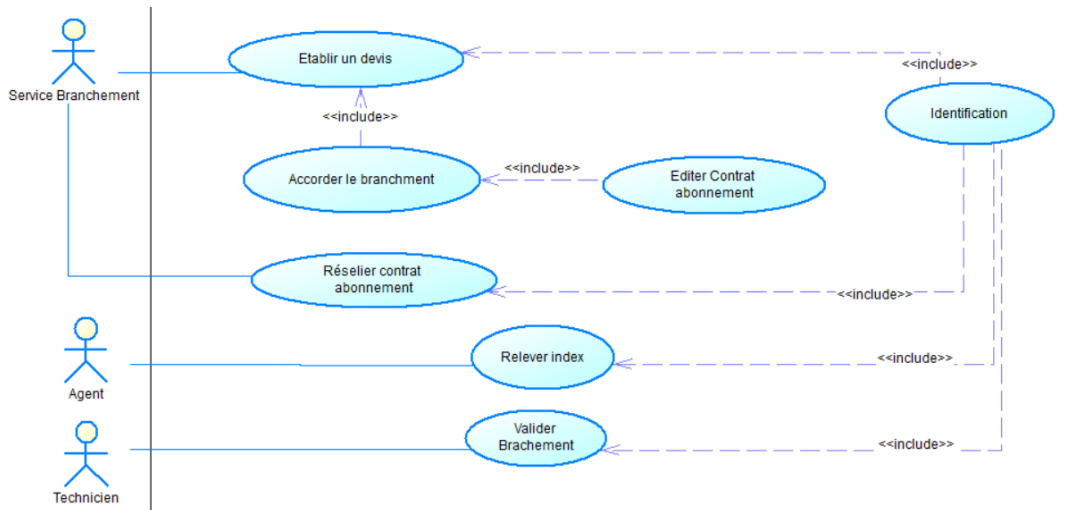 Service Branchement
Etablir un devis
<<include>>
Identification
<<include>>
Accorder le branchment
<<include>>
Editer Contrat
abonnement
Réselier contrat
abonnement
<<include>>
Agent
Relever index
<<include>>
Technicien
Valider
Brachement
<<include>>